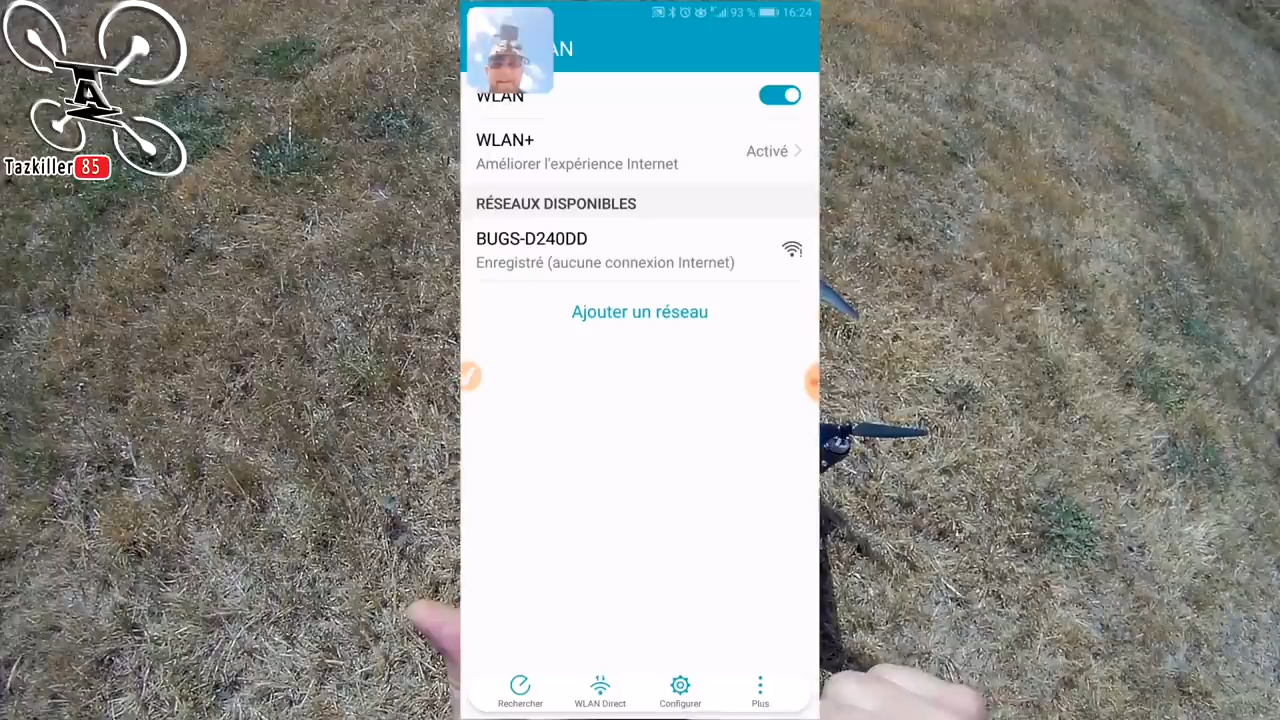 A
Tazkiller 85
93 % 16:24
AN
WLAN
WLAN+
Améliorer l'expérience Internet
Activé
RÉSEAUX DISPONIBLES
BUGS-D240DD
Enregistré (aucune connexion Internet)
Ajouter un réseau
Rechercher
WLAN Direct
Configurer
Plus